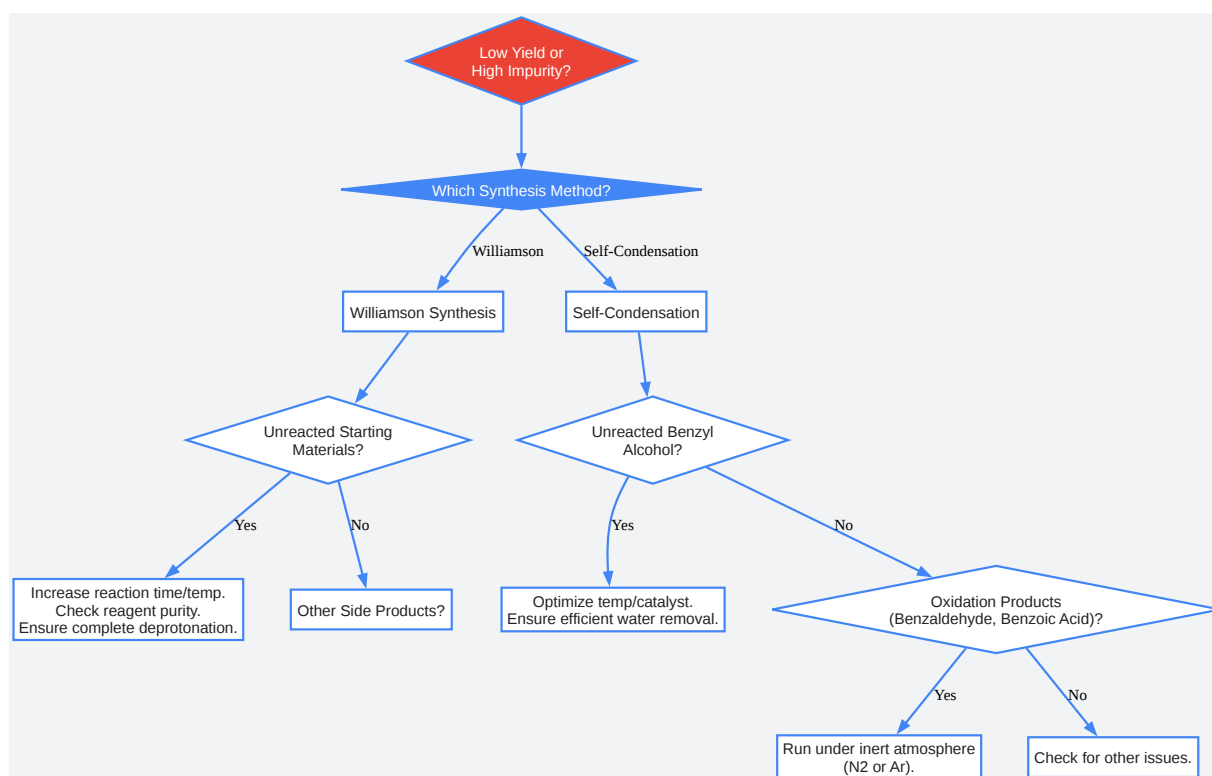 Low Yield or
High Impurity?
Which Synthesis Method?
Williamson
Self-Condensation
Williamson Synthesis
Self-Condensation
Unreacted Starting
Materials?
Unreacted Benzyl
Alcohol?
Yes
No
Yes
No
Increase reaction time/temp.
Check reagent purity.
Ensure complete deprotonation.
Other Side Products?
Optimize temp/catalyst.
Ensure efficient water removal.
Oxidation Products
(Benzaldehyde, Benzoic Acid)?
Yes
No
Run under inert atmosphere
(N2 or Ar).
Check for other issues.